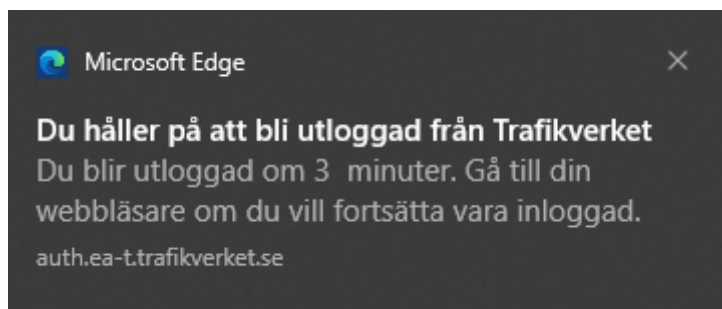 Microsoft Edge
Du håller på att bli utloggad från Trafikverket
Du blir utloggad om 3  minuter. Gå till din
webbläsare om du vill fortsätta vara inloggad.
auth.ea-t.trafikverket.se